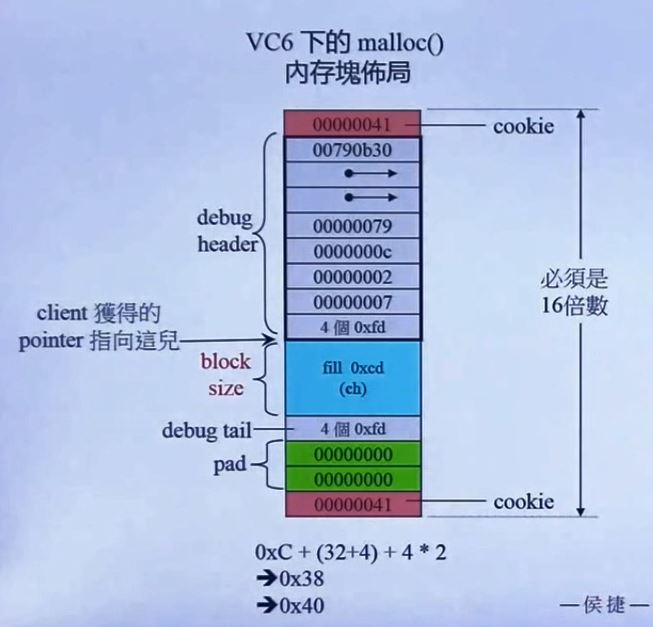 VC6 下的 malloc()
內存塊佈局
00000041
cookie
00790b30
debug
header
00000079
0000000c
00000002
00000007
4 個 0xfd
必須是
16倍數
client 獲得的
pointer 指向這兒
block
size
fill 0xcd
(ch)
debug tail
4 個 0xfd
pad
00000000
00000000
00000041
cookie
0xC + (32+4) + 4 * 2
➔0x38
➔0x40
—侯捷—